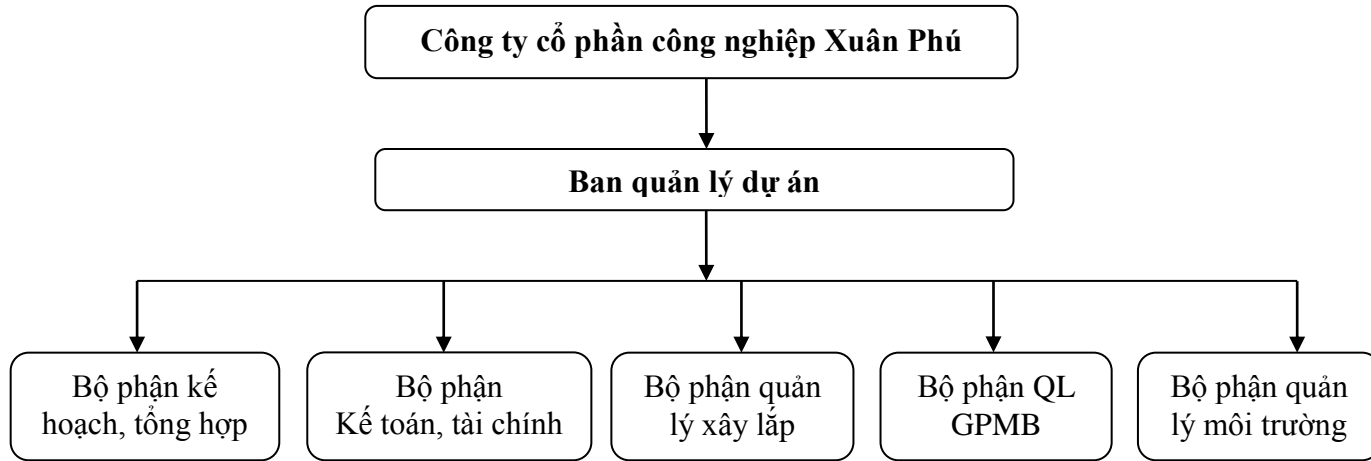 Công ty cổ phần công nghiệp Xuân Phú
Ban quản lý dự án
Bộ phận kế
hoạch, tổng hợp
Bộ phận
Kế toán, tài chính
Bộ phận quản
lý xây lắp
Bộ phận QL
GPMB
Bộ phận quản
lý môi trường